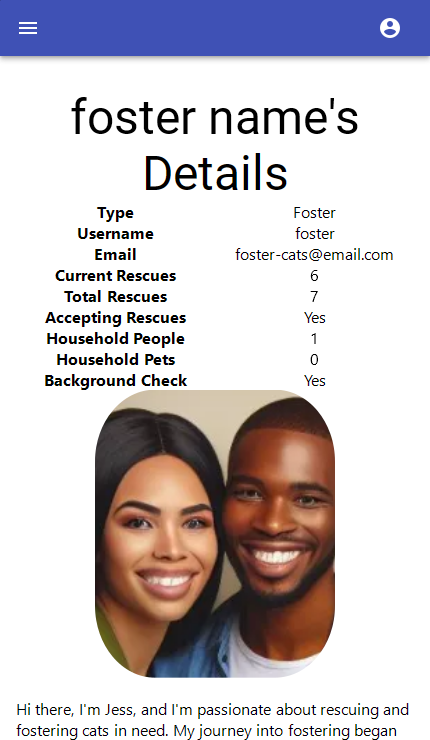 foster name's
Details
Type Foster
Username foster
Email foster-cats@email.com
Current Rescues 6
Total Rescues 7
Accepting Rescues Yes
Household People 1
Household Pets 0
Background Check Yes
Hi there, I'm Jess, and I'm passionate about rescuing and
fostering cats in need. My journey into fostering began